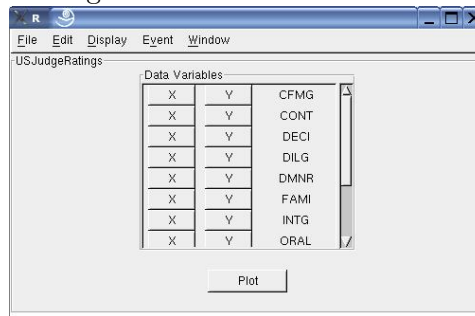 R
File Edit Display Event Window
USJudgeRatings
Data Variables
X Y CFMG
X Y CONT
X Y DECI
X Y DILG
X Y DMNR
X Y FAMI
X Y INTG
X Y ORAL
Plot